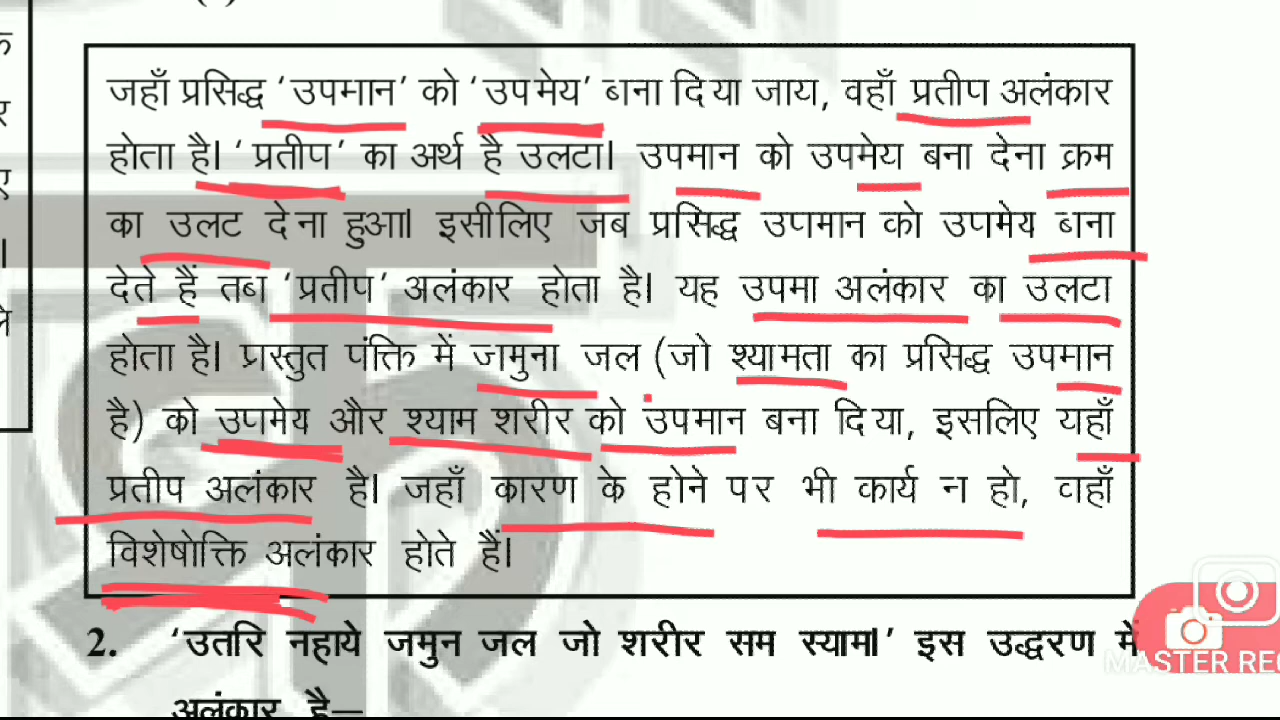 जहाँ प्रसिद्ध ‘उपमान’ को ‘उपमेय’ बना दिया जाय, वहाँ प्रतीप अलंकार
होता है। ‘प्रतीप’ का अर्थ है उलटा। उपमान को उपमेय बना देना क्रम
का उलट देना हुआ। इसीलिए जब प्रसिद्ध उपमान को उपमेय बना
देते हैं तब ‘प्रतीप’ अलंकार होता है। यह उपमा अलंकार का उलटा
होता है। प्रस्तुत पंक्ति में जमुना जल (जो श्यामता का प्रसिद्ध उपमान
है) को उपमेय और श्याम शरीर को उपमान बना दिया, इसलिए यहाँ
प्रतीप अलंकार है। जहाँ कारण के होने पर भी कार्य न हो, वहाँ
विशेषोक्ति अलंकार होते हैं।
2. ‘उतरि नहाये जमुन जल जो शरीर सम स्याम।’ इस उद्धरण में
अलंकार है—
MASTER REC